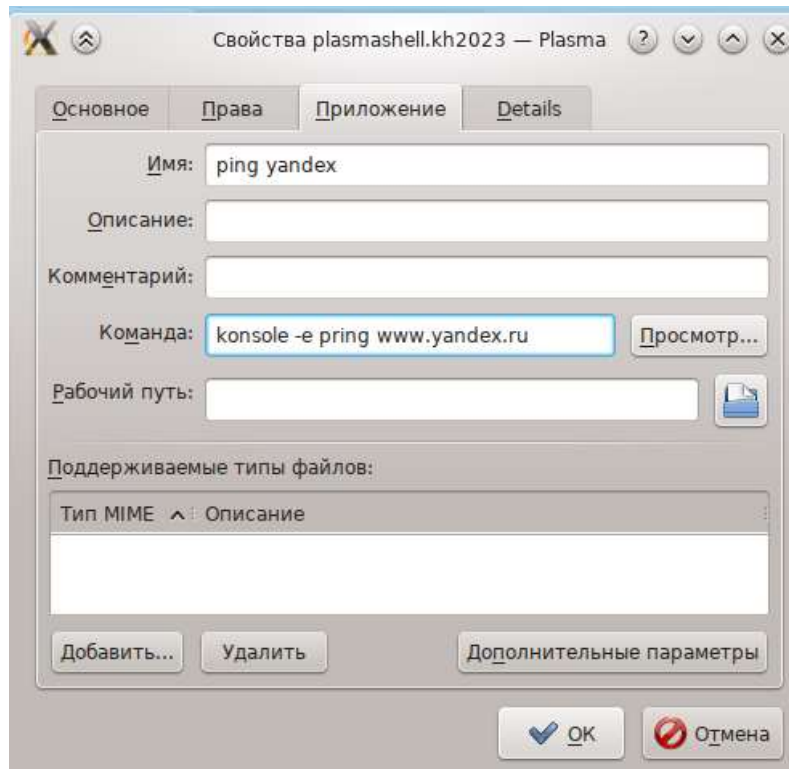 Свойства plasmashell.kh2023 — Plasma
Основное Права Приложение Details
Имя: ping yandex
Описание:
Комментарий:
Команда: konsole -e pring www.yandex.ru Просмотр...
Рабочий путь:
Поддерживаемые типы файлов:
Тип MIME Описание
Добавить... Удалить Дополнительные параметры
OK Отмена